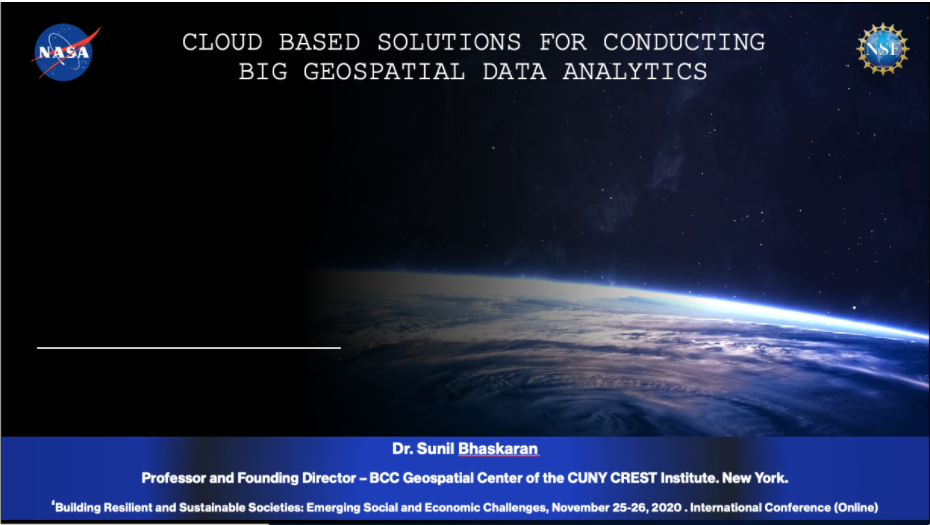 NASA
CLOUD BASED SOLUTIONS FOR CONDUCTING
BIG GEOSPATIAL DATA ANALYTICS
NSF
Dr. Sunil Bhaskaran
Professor and Founding Director – BCC Geospatial Center of the CUNY CREST Institute. New York.
‘Building Resilient and Sustainable Societies: Emerging Social and Economic Challenges, November 25-26, 2020 . International Conference (Online)